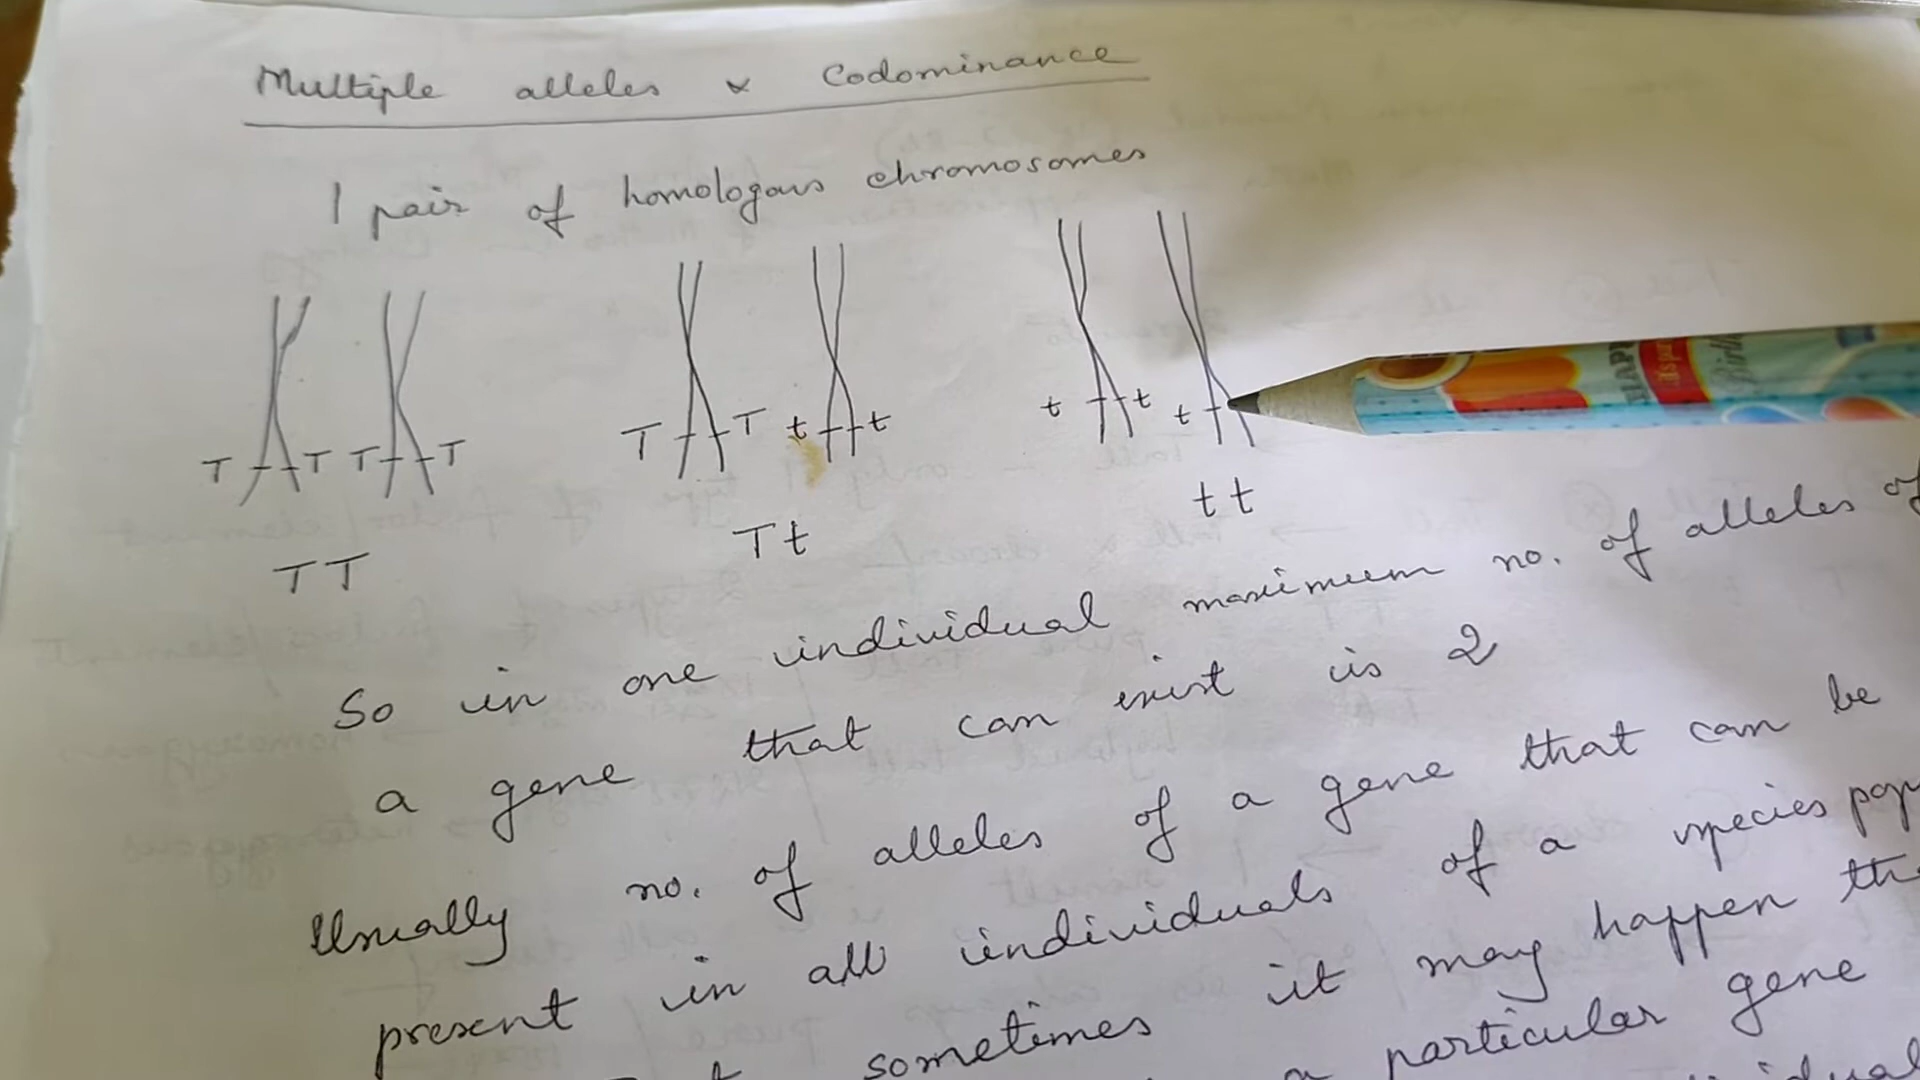 Multiple alleles & Codominance
1 pair of homologous chromosomes
T T T T T T t t t t t
TT Tt tt
So in one individual maximum no. of alleles of
a gene that can exist is 2
Usually no. of alleles of a gene that can be
present in all individuals of a species
sometimes it may happen
particular gene